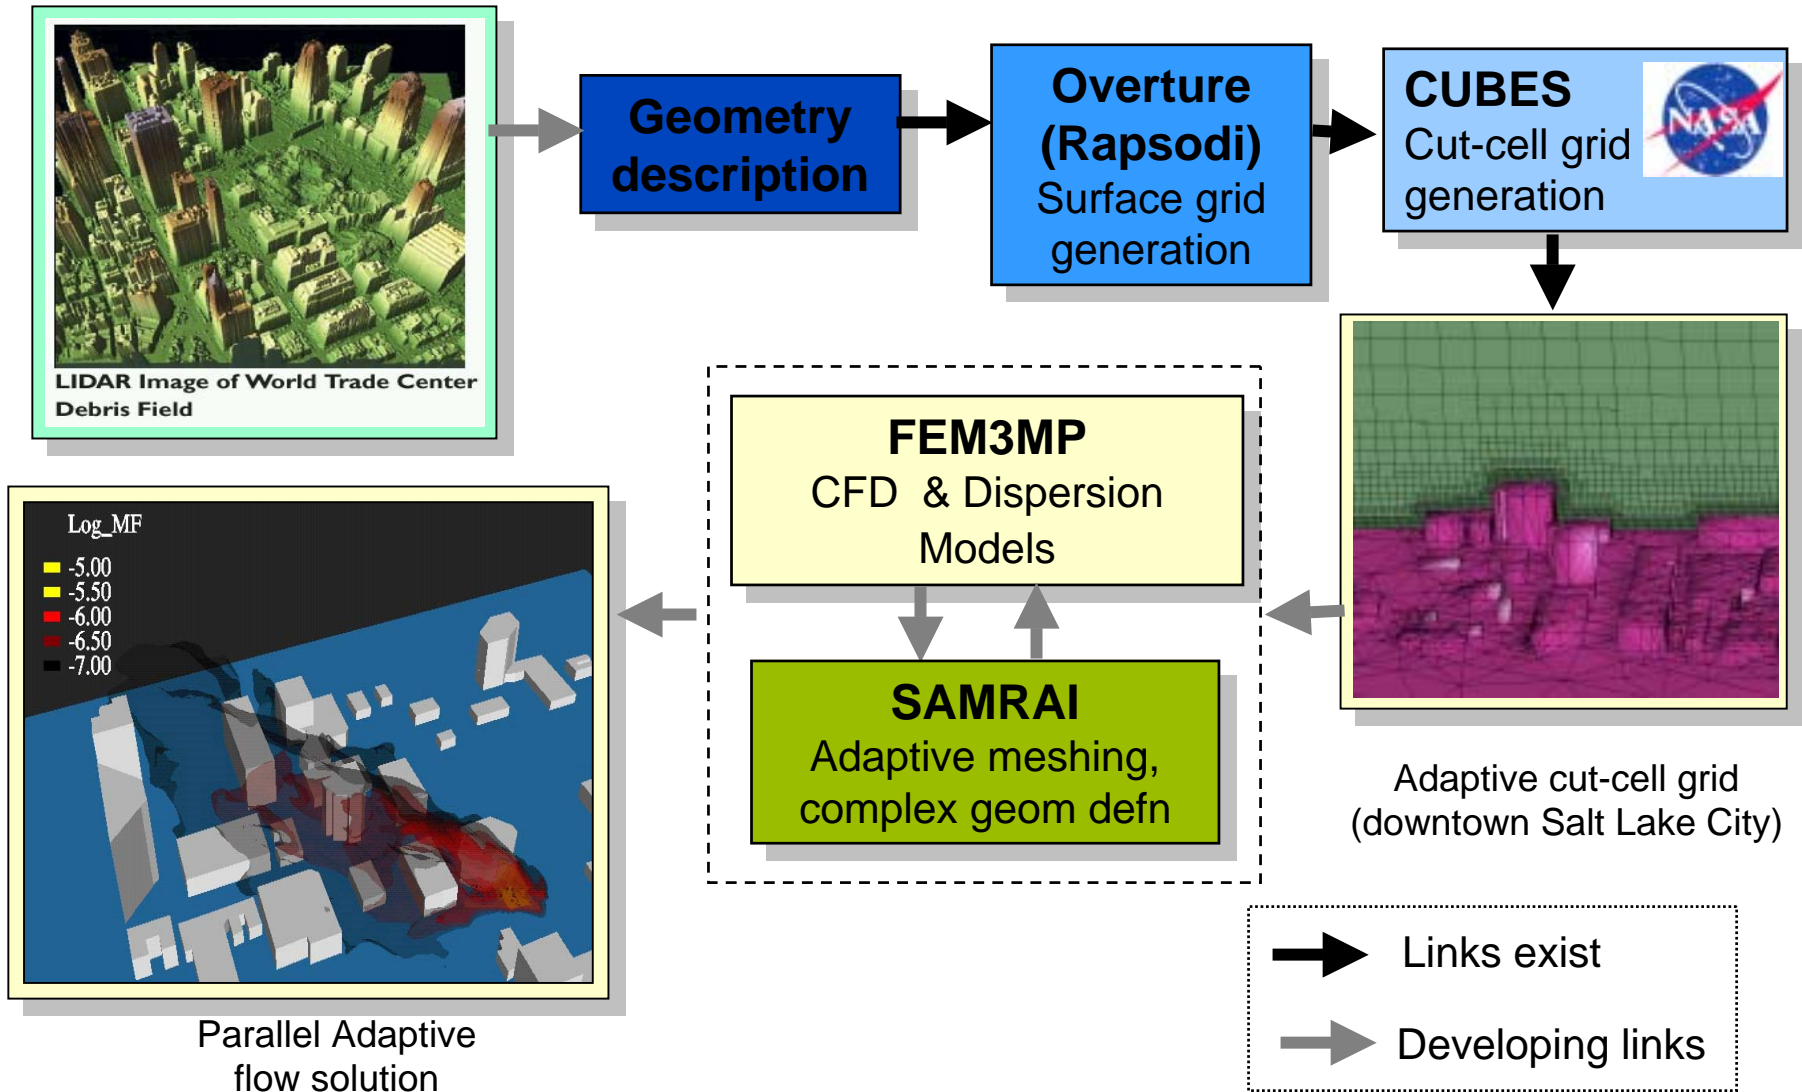 LIDAR Image of World Trade Center
Debris Field
Geometry
description
Overture
(Rapsodi)
Surface grid
generation
CUBES
Cut-cell grid
generation
NASA
FEM3MP
CFD & Dispersion
Models
SAMRAI
Adaptive meshing,
complex geom defn
Adaptive cut-cell grid
(downtown Salt Lake City)
Log_MF
-5.00
-5.50
-6.00
-6.50
-7.00
Parallel Adaptive
flow solution
Links exist
Developing links